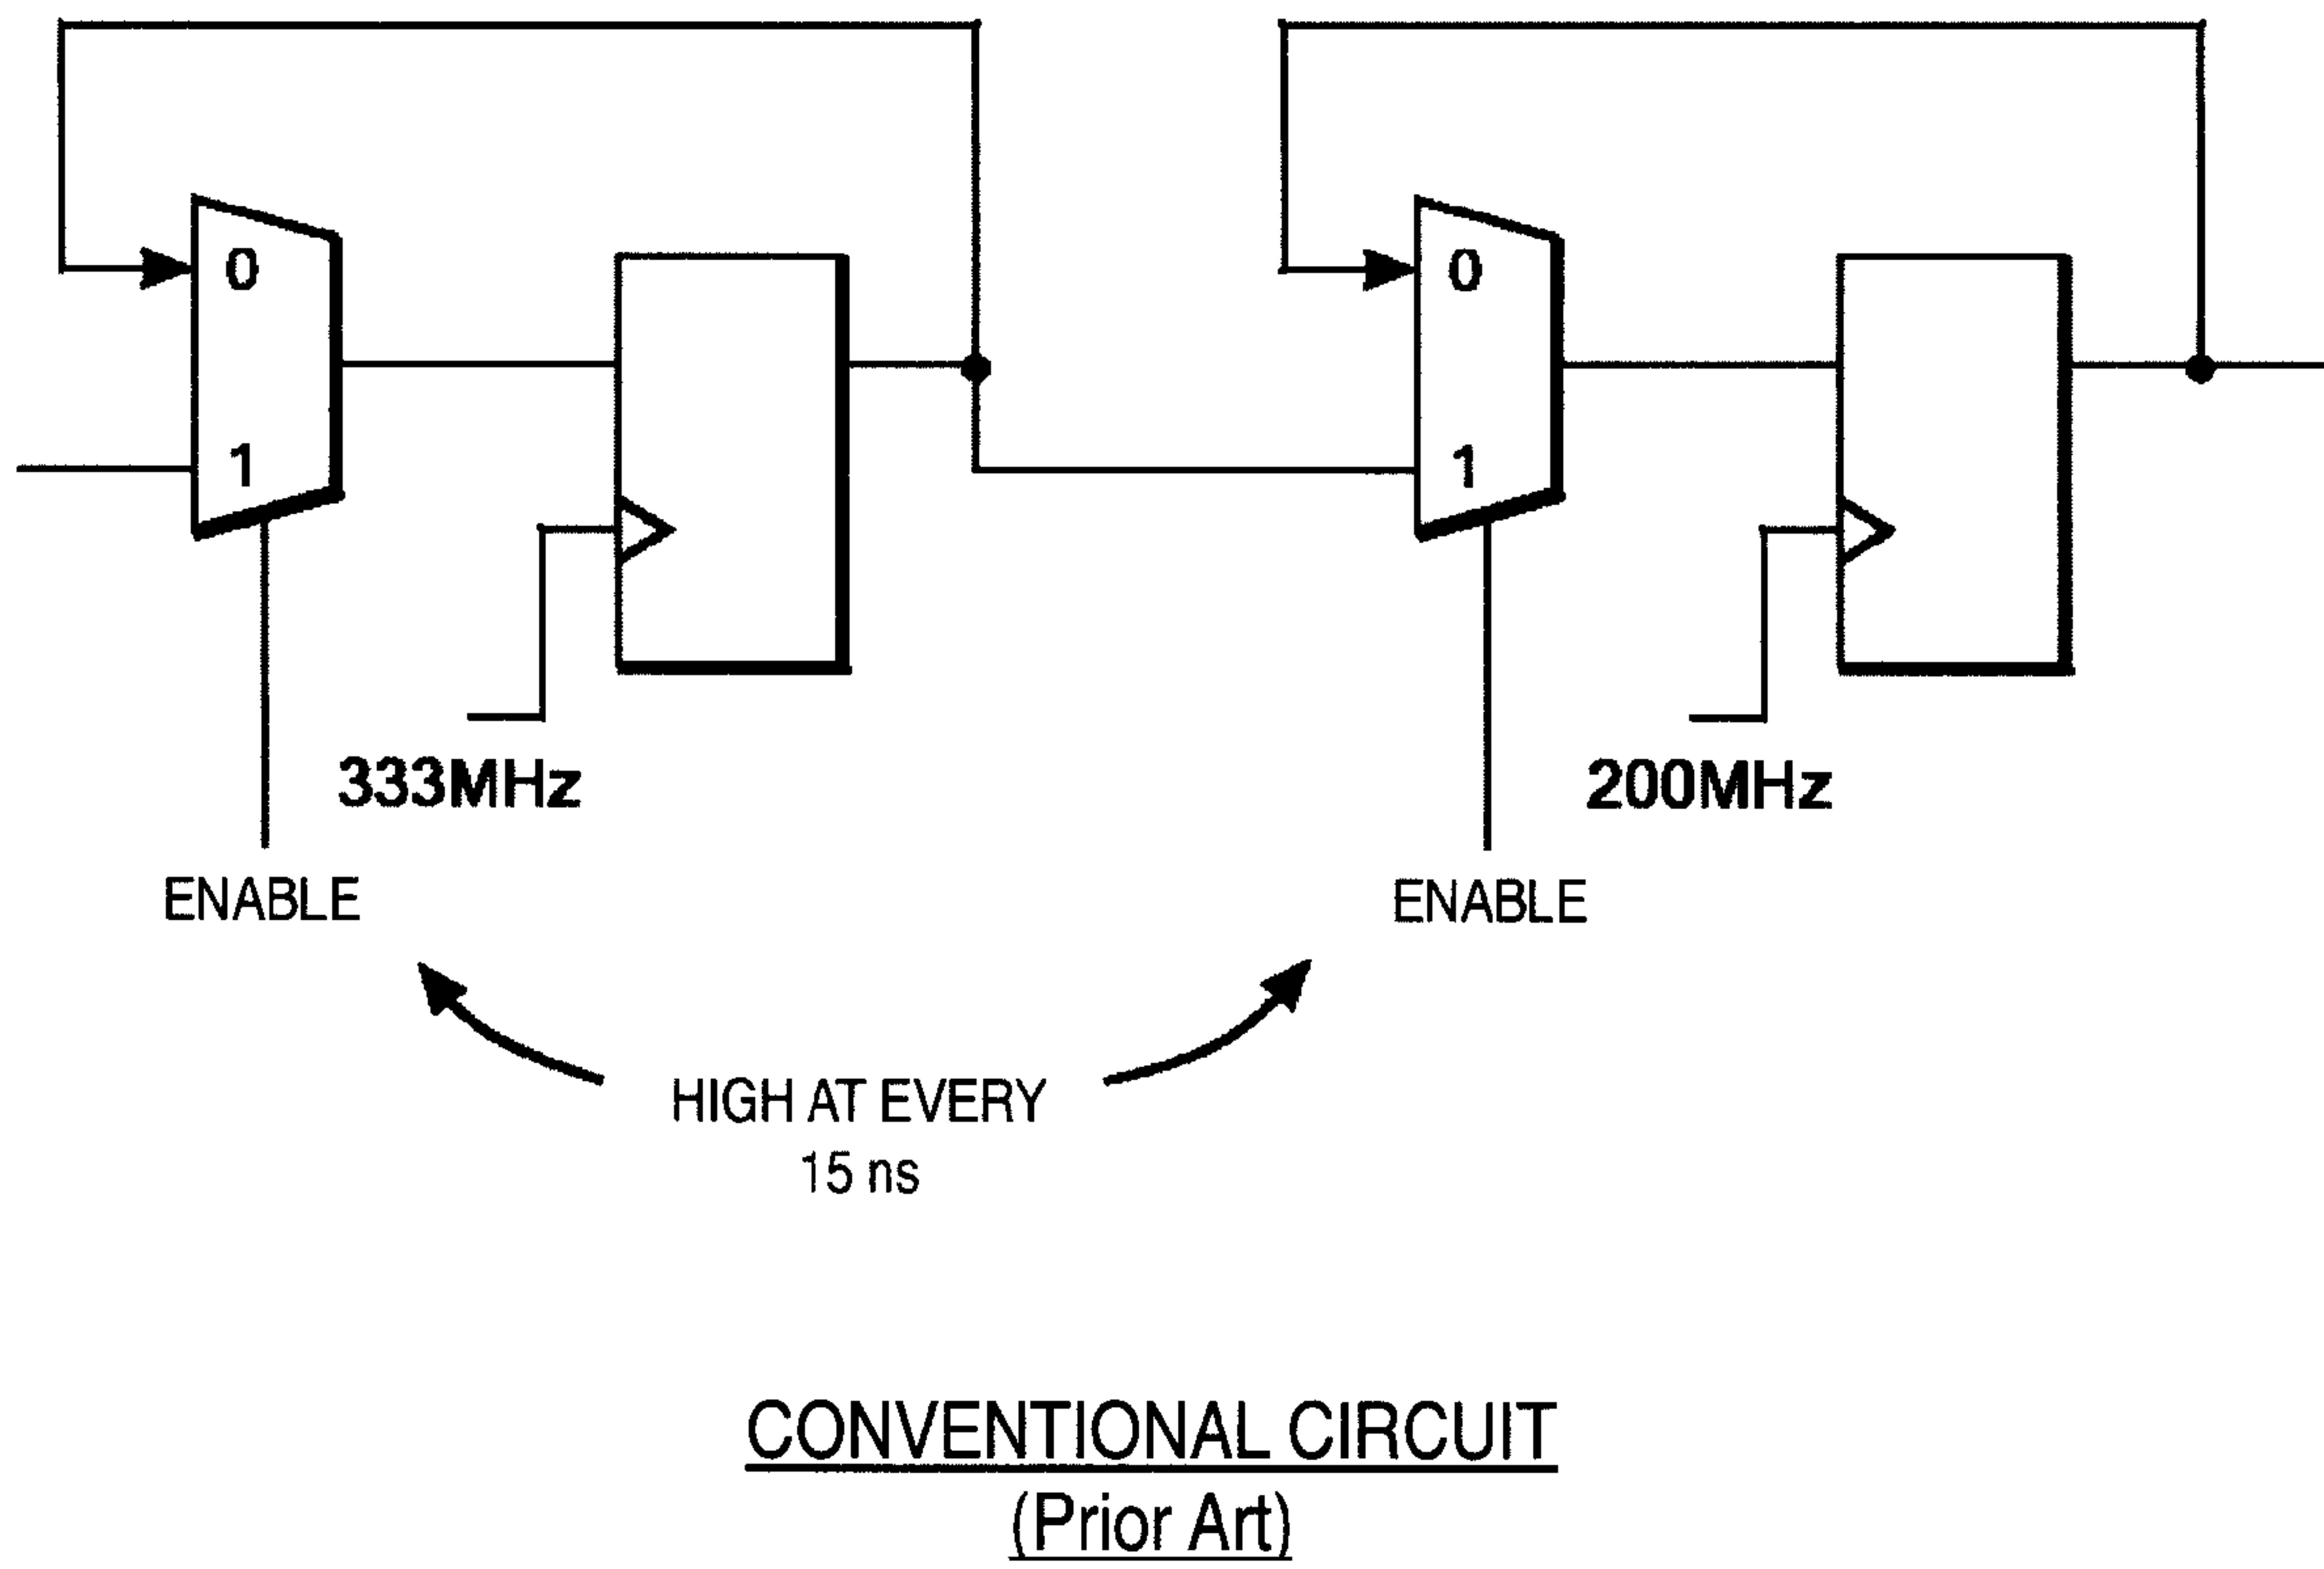 0
0
1
1
333MHz
200MHz
ENABLE
ENABLE
HIGH AT EVERY
15 ns
CONVENTIONAL CIRCUIT
(Prior Art)